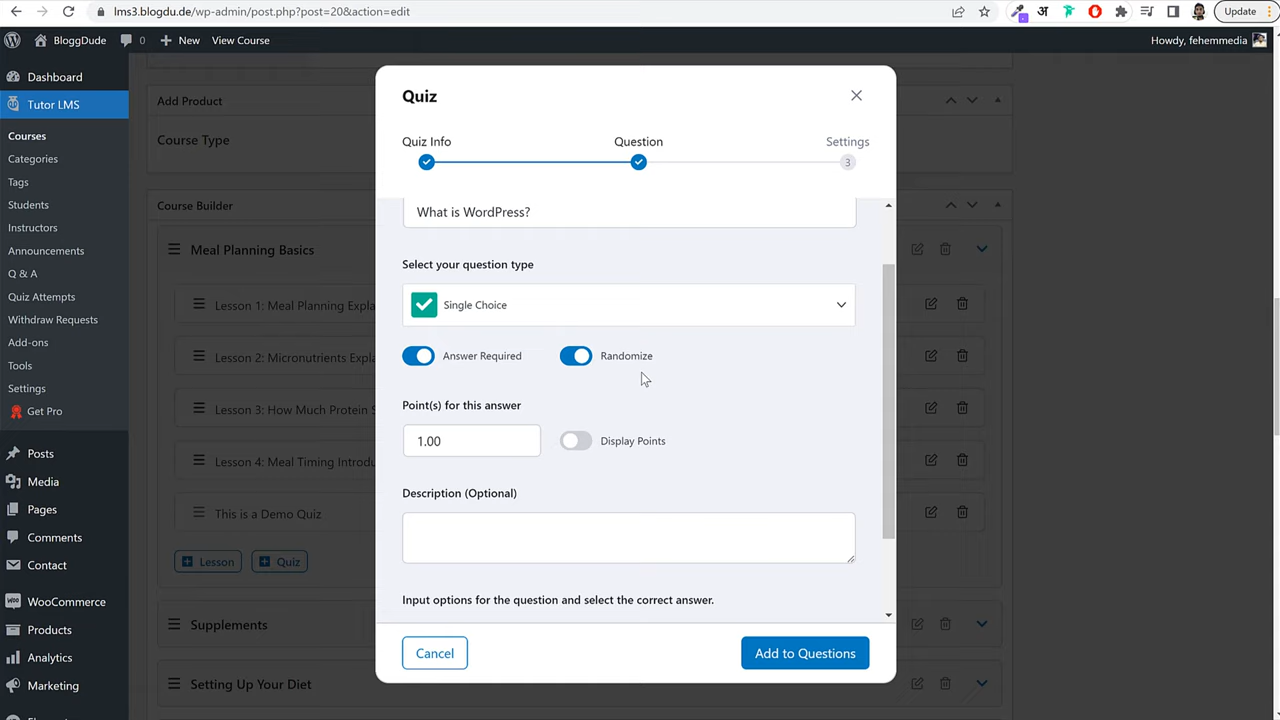 lms3.blogdu.de/wp-admin/post.php?post=20&action=edit
अ
Update
BloggDude
0
New
View Course
Howdy, fehemmedia
Dashboard
Tutor LMS
Courses
Categories
Tags
Students
Instructors
Announcements
Q & A
Quiz Attempts
Withdraw Requests
Add-ons
Tools
Settings
Get Pro
Posts
Media
Pages
Comments
Contact
WooCommerce
Products
Analytics
Marketing
Add Product
Course Type
Course Builder
Meal Planning Basics
Lesson 1: Meal Planning Expla
Lesson 2: Micronutrients Expla
Lesson 3: How Much Protein S
Lesson 4: Meal Timing Introdu
This is a Demo Quiz
Lesson
Quiz
Supplements
Setting Up Your Diet
Quiz
Quiz Info
Question
Settings
3
What is WordPress?
Select your question type
Single Choice
Answer Required
Randomize
Point(s) for this answer
1.00
Display Points
Description (Optional)
Input options for the question and select the correct answer.
Cancel
Add to Questions